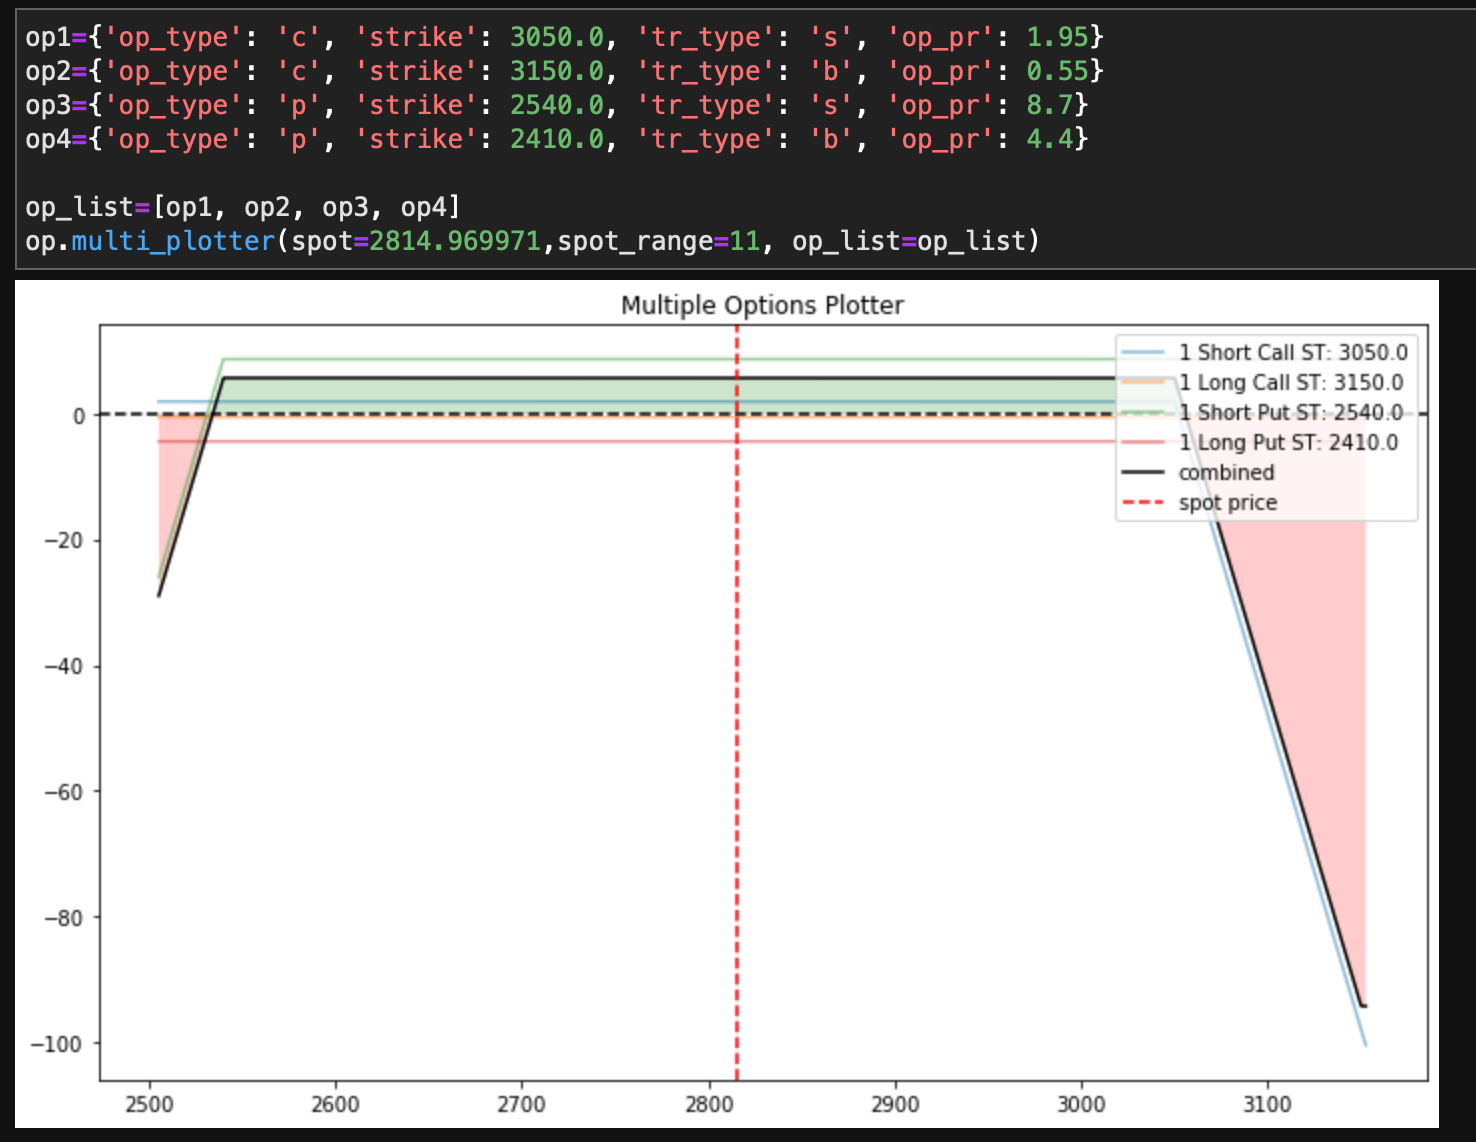 op1={'op_type': 'c', 'strike': 3050.0, 'tr_type': 's', 'op_pr': 1.95}
op2={'op_type': 'c', 'strike': 3150.0, 'tr_type': 'b', 'op_pr': 0.55}
op3={'op_type': 'p', 'strike': 2540.0, 'tr_type': 's', 'op_pr': 8.7}
op4={'op_type': 'p', 'strike': 2410.0, 'tr_type': 'b', 'op_pr': 4.4}
op_list=[op1, op2, op3, op4]
op.multi_plotter(spot=2814.969971,spot_range=11, op_list=op_list)
Multiple Options Plotter
1 Short Call ST: 3050.0
1 Long Call ST: 3150.0
1 Short Put ST: 2540.0
1 Long Put ST: 2410.0
combined
spot price
0
−20
−40
−60
−80
−100
2500 2600 2700 2800 2900 3000 3100